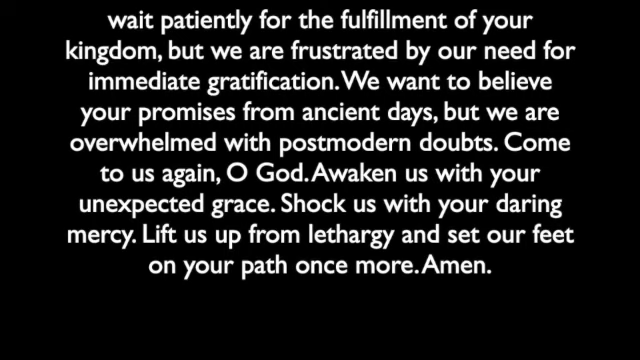 wait patiently for the fulfillment of your
kingdom, but we are frustrated by our need for
immediate gratification. We want to believe
your promises from ancient days, but we are
overwhelmed with postmodern doubts. Come
to us again, O God. Awaken us with your
unexpected grace. Shock us with your daring
mercy. Lift us up from lethargy and set our feet
on your path once more. Amen.